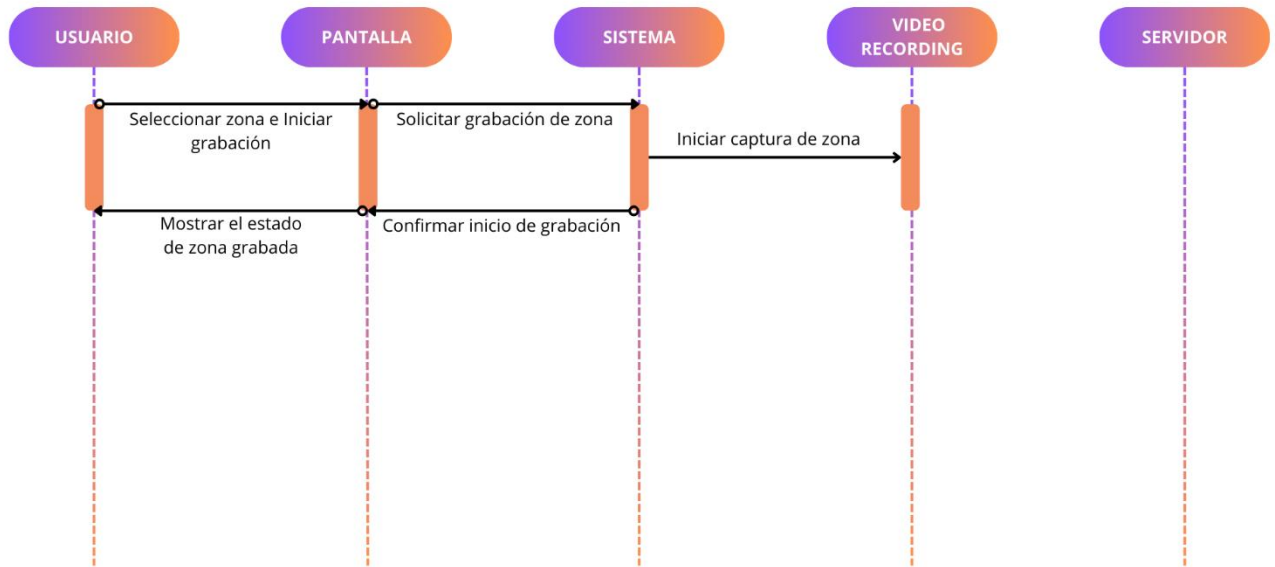 USUARIO
PANTALLA
SISTEMA
VIDEO
RECORDING
SERVIDOR
Seleccionar zona e Iniciar
grabación
Solicitar grabación de zona
Iniciar captura de zona
Mostrar el estado
de zona grabada
Confirmar inicio de grabación